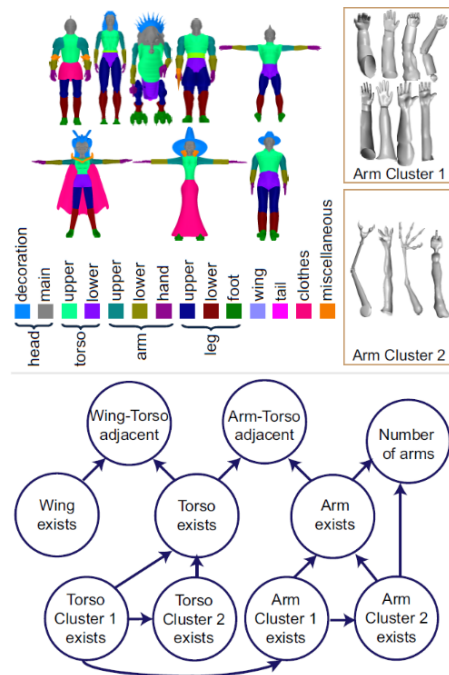 Arm Cluster 1
Arm Cluster 2
decoration
main
upper
lower
upper
lower
hand
upper
lower
foot
wing
tail
clothes
miscellaneous
head
torso
arm
leg
Wing-Torso
adjacent
Arm-Torso
adjacent
Number
of arms
Wing
exists
Torso
exists
Arm
exists
Torso
Cluster 1
exists
Torso
Cluster 2
exists
Arm
Cluster 1
exists
Arm
Cluster 2
exists